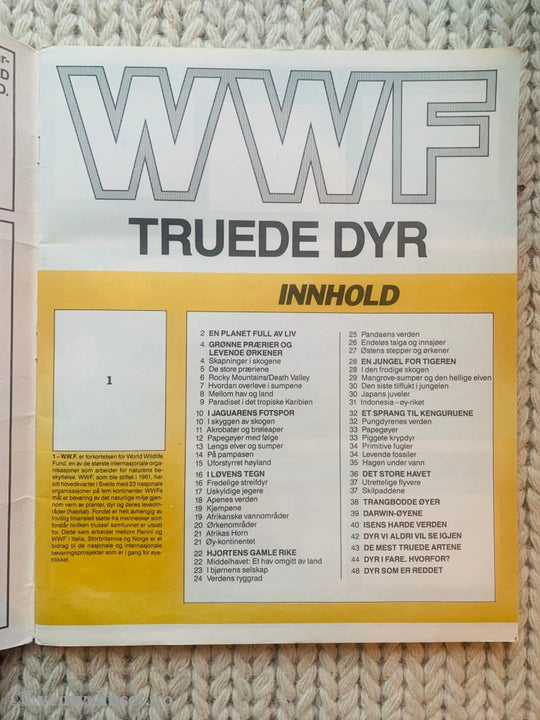 WWF
TRUEDE DYR
INNHOLD
1
1 – W.W.F. er forkortelsen for World Wildlife
Fund, en av de største internasjonale orga-
nisasjoner som arbeider for naturens be-
skyttelse. WWF, som ble stiftet i 1961, har
sitt hovedkvarter i Sveits med 23 nasjonale
organisasjoner på fem kontinenter. WWFs
mål er bevaring av det naturlige miljø gjen-
nom vern av planter, dyr og deres leveom-
råder (habitat). Fondet er helt avhengig av
frivillig finansiell støtte fra mennesker som
forstår hvilken trussel samfunnet er utsatt
for. Dette samarbeidet mellom Panini og
WWF i Italia, Storbritannia og Norge er et
bidrag til de nasjonale og internasjonale
bevaringsprosjekter som er i gang for øye-
blikket.
2 EN PLANET FULL AV LIV
4 GRØNNE PRÆRIER OG
LEVENDE ØRKENER
4 Skapninger i skogene
5 De store præriene
6 Rocky Mountains/Death Valley
7 Hvordan overleve i sumpene
8 Mellom hav og land
9 Paradiset i det tropiske Karibien
10 I JAGUARENS FOTSPOR
10 I skyggen av skogen
11 Akrobater og brøleaper
12 Papegøyer med følge
13 Lengs elver og sumper
14 På pampasen
15 Uforstyrret høyland
16 I LØVENS TEGN
16 Fredelige streifdyr
17 Uskyldige jegere
18 Apenes verden
19 Kjempene
19 Afrikanske vannområder
20 Ørkenområder
21 Afrikas Horn
21 Øy-kontinentet
22 HJORTENS GAMLE RIKE
22 Middelhavet: Et hav omgitt av land
23 I bjørnens selskap
24 Verdens ryggrad
25 Pandaens verden
26 Endeløs taiga og innsjøer
27 Østens stepper og ørkener
28 EN JUNGEL FOR TIGEREN
28 I den frodige skogen
29 Mangrove-sumper og den hellige elven
30 Den siste tilflukt i jungelen
30 Japans juveler
31 Indonesia – øy-riket
32 ET SPRANG TIL KENGURUENE
32 Pungdyrenes verden
33 Papegøyer
33 Piggete krypdyr
34 Primitive fugler
34 Levende fossiler
35 Hagen under vann
36 DET STORE HAVET
37 Utrettelige flyvere
37 Skilpaddene
38 TRANGBODDE ØYER
39 DARWIN-ØYENE
40 ISENS HARDE VERDEN
42 DYR VI ALDRI VIL SE IGJEN
43 DE MEST TRUEDE ARTENE
44 DYR I FARE. HVORFOR?
48 DYR SOM ER REDDET